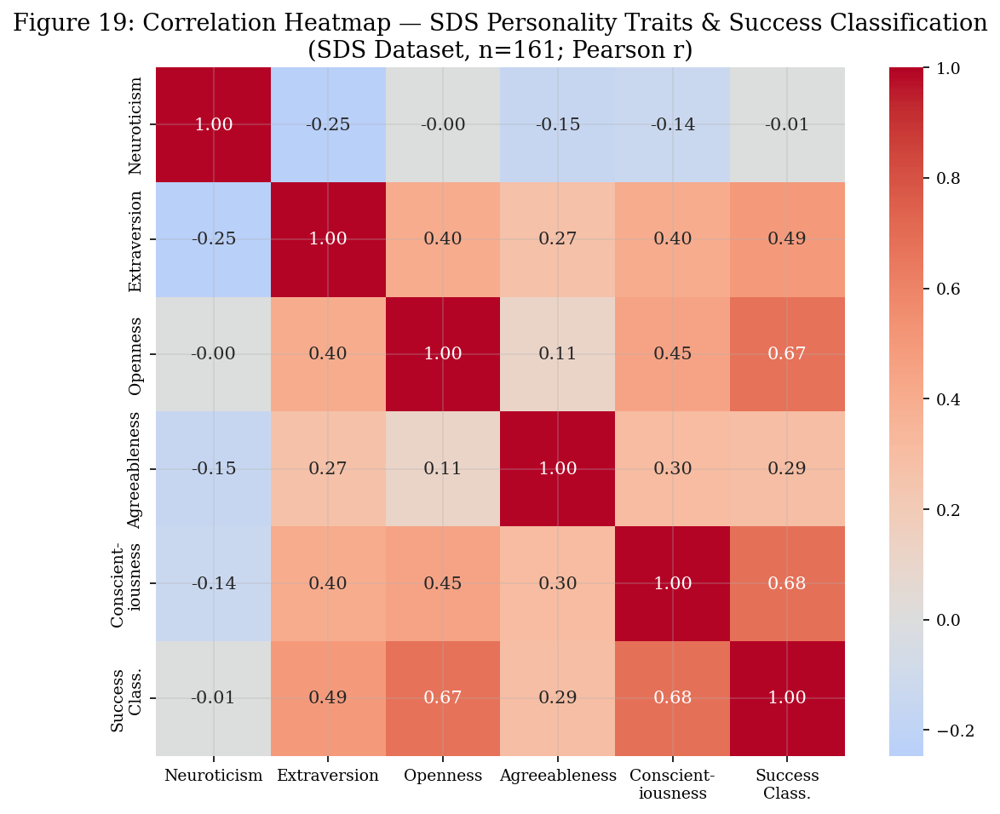 Figure 19: Correlation Heatmap — SDS Personality Traits & Success Classification
(SDS Dataset, n=161; Pearson r)
Neuroticism
1.00 -0.25 -0.00 -0.15 -0.14 -0.01
Extraversion
-0.25 1.00 0.40 0.27 0.40 0.49
Openness
-0.00 0.40 1.00 0.11 0.45 0.67
Agreeableness
-0.15 0.27 0.11 1.00 0.30 0.29
Conscient-
iousness
-0.14 0.40 0.45 0.30 1.00 0.68
Success
Class.
-0.01 0.49 0.67 0.29 0.68 1.00
Neuroticism Extraversion Openness Agreeableness Conscient- Success
iousness Class.
1.0
0.8
0.6
0.4
0.2
0.0
−0.2